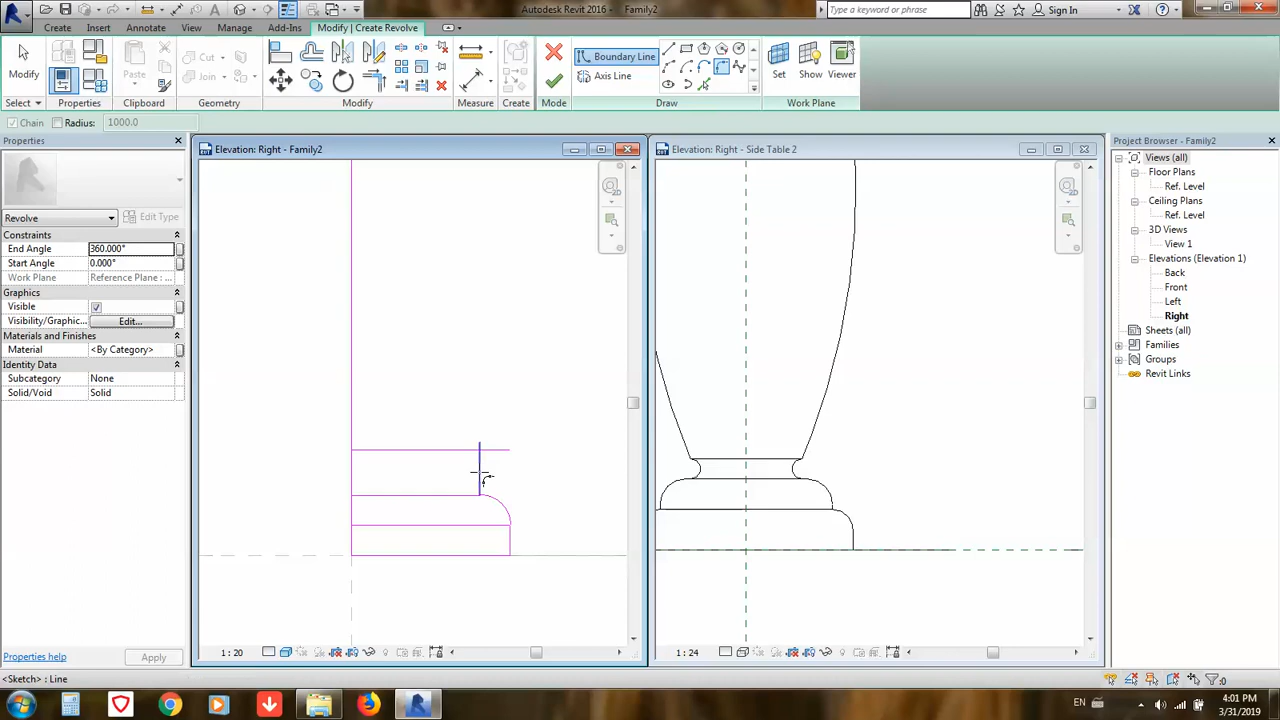 Autodesk Revit 2016 - Family2
Type a keyword or phrase
Sign In
Create Insert Annotate View Manage Add-Ins Modify | Create Revolve
Modify
Paste
Cut
Join
Boundary Line
Axis Line
Set Show Viewer
Select Properties Clipboard Geometry Modify Measure Create Mode Draw Work Plane
Chain Radius: 1000.0
Properties
Revolve
Edit Type
Constraints
End Angle 360.000°
Start Angle 0.000°
Work Plane Reference Plane : ...
Graphics
Visible
Visibility/Graphic... Edit...
Materials and Finishes
Material <By Category>
Identity Data
Subcategory None
Solid/Void Solid
Properties help
Apply
Elevation: Right - Family2
2D
1 : 20
Elevation: Right - Side Table 2
2D
1 : 24
Project Browser - Family2
Views (all)
Floor Plans
Ref. Level
Ceiling Plans
Ref. Level
3D Views
View 1
Elevations (Elevation 1)
Back
Front
Left
Right
Sheets (all)
Families
Groups
Revit Links
<Sketch> : Line
:0
EN
4:01 PM
3/31/2019